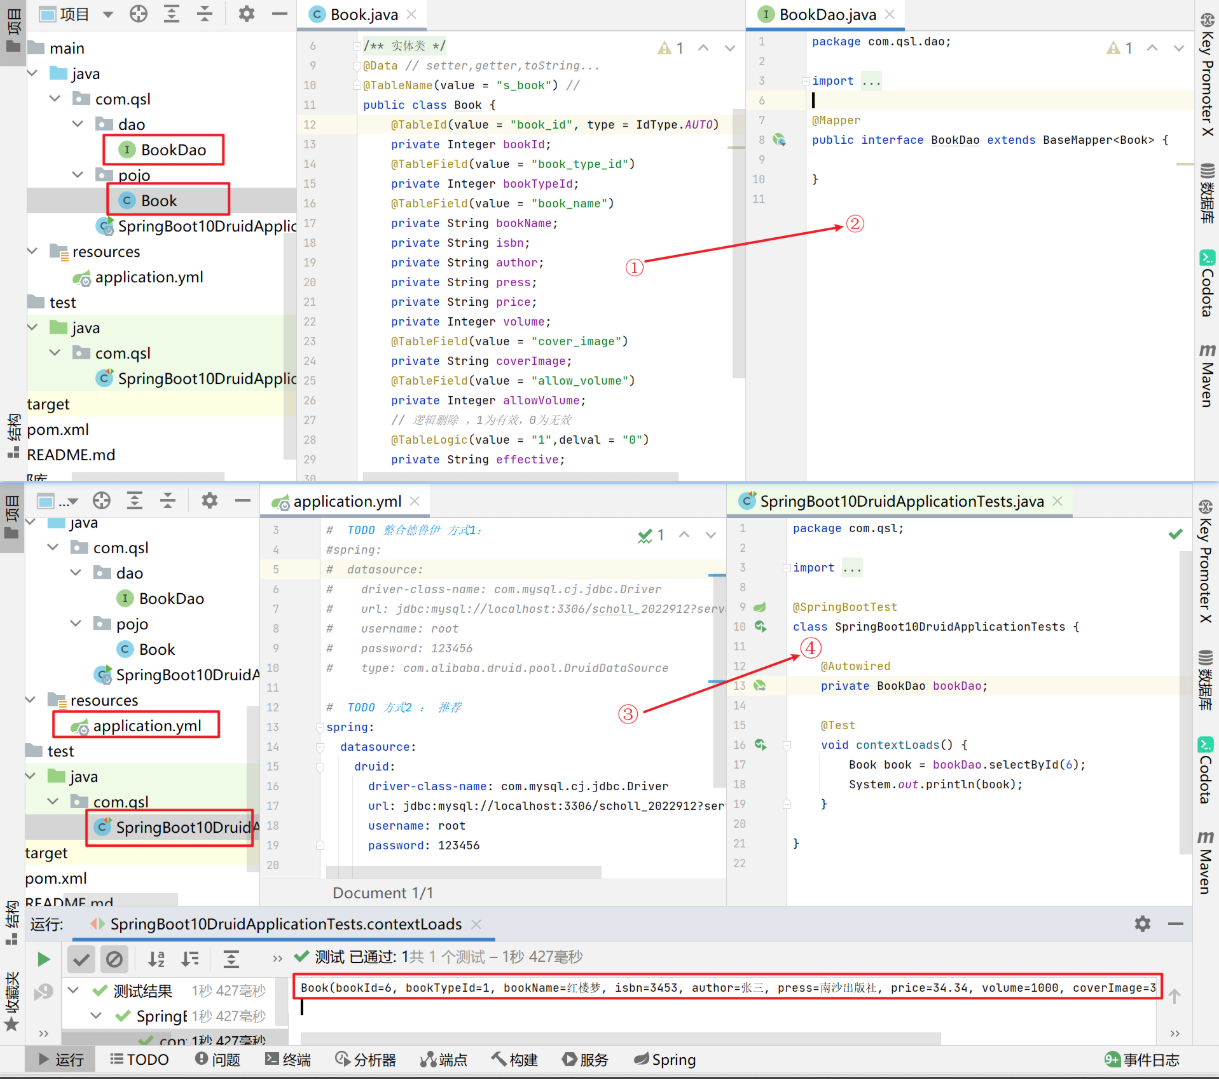 项目
项目
main
java
com.qsl
dao
BookDao
pojo
Book
SpringBoot10DruidApplic
resources
application.yml
test
java
com.qsl
SpringBoot10DruidApplic
target
pom.xml
README.md
结构
Book.java
1
6 /** 实体类 */
9 @Data // setter,getter,toString...
10 @TableName(value = "s_book") //
11 public class Book {
12 @TableId(value = "book_id", type = IdType.AUTO)
13 private Integer bookId;
14 @TableField(value = "book_type_id")
15 private Integer bookTypeId;
16 @TableField(value = "book_name")
17 private String bookName;
18 private String isbn;
19 private String author;
20 private String press;
21 private String price;
22 private Integer volume;
23 @TableField(value = "cover_image")
24 private String coverImage;
25 @TableField(value = "allow_volume")
26 private Integer allowVolume;
27 // 逻辑删除 , 1为有效, 0为无效
28 @TableLogic(value = "1",delval = "0")
29 private String effective;
30
①
②
BookDao.java
1
1 package com.qsl.dao;
2
3 import ...
6
7 @Mapper
8 public interface BookDao extends BaseMapper<Book> {
9
10 }
11
Key Promoter X
数据库
Codota
Maven
项目
...
java
com.qsl
dao
BookDao
pojo
Book
SpringBoot10DruidA
resources
application.yml
test
java
com.qsl
SpringBoot10DruidA
target
pom.xml
README.md
结构
收藏夹
application.yml
1
3 # TODO 整合德鲁伊 方式1:
4 #spring:
5 # datasource:
6 # driver-class-name: com.mysql.cj.jdbc.Driver
7 # url: jdbc:mysql://localhost:3306/scholl_2022912?serv
8 # username: root
9 # password: 123456
10 # type: com.alibaba.druid.pool.DruidDataSource
11
12 # TODO 方式2 : 推荐
13 spring:
14 datasource:
15 druid:
16 driver-class-name: com.mysql.cj.jdbc.Driver
17 url: jdbc:mysql://localhost:3306/scholl_2022912?serv
18 username: root
19 password: 123456
20
Document 1/1
③
④
SpringBoot10DruidApplicationTests.java
1 package com.qsl;
2
3 import ...
8
9 @SpringBootTest
10 class SpringBoot10DruidApplicationTests {
11
12 @Autowired
13 private BookDao bookDao;
14
15 @Test
16 void contextLoads() {
17 Book book = bookDao.selectById(6);
18 System.out.println(book);
19 }
20
21 }
22
Key Promoter X
数据库
Codota
Maven
运行: SpringBoot10DruidApplicationTests.contextLoads
» 测试 已通过: 1共 1 个测试 – 1秒 427毫秒
测试结果 1秒 427毫秒
SpringE 1秒 427毫秒
con 1秒 427毫秒
Book(bookId=6, bookTypeId=1, bookName=红楼梦, isbn=3453, author=张三, press=南沙出版社, price=34.34, volume=1000, coverImage=3
运行 TODO 问题 终端 分析器 端点 构建 服务 Spring 9+ 事件日志